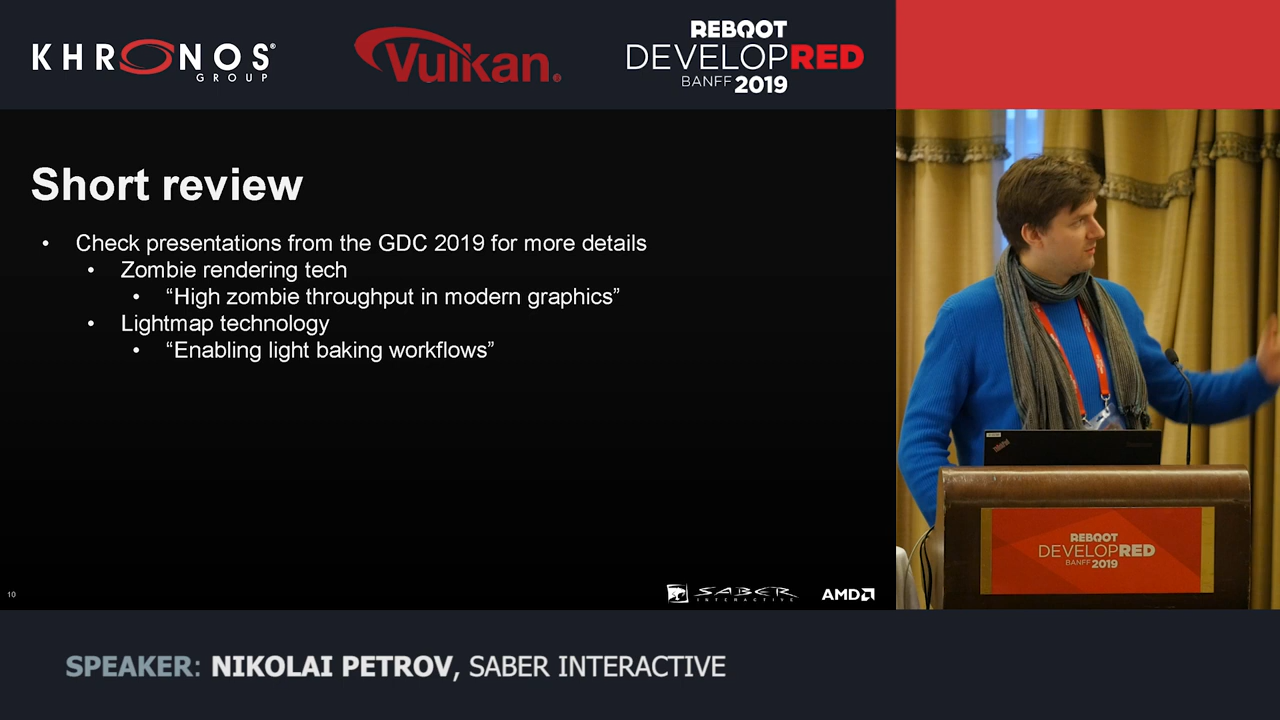 KHRONOS®
GROUP
Vulkan®
REBOOT
DEVELOPRED
BANFF 2019
Short review
• Check presentations from the GDC 2019 for more details
• Zombie rendering tech
• “High zombie throughput in modern graphics”
• Lightmap technology
• “Enabling light baking workflows”
10
SABER
INTERACTIVE
AMD
ThinkPad
REBOOT
DEVELOPRED
BANFF 2019
SPEAKER: NIKOLAI PETROV, SABER INTERACTIVE